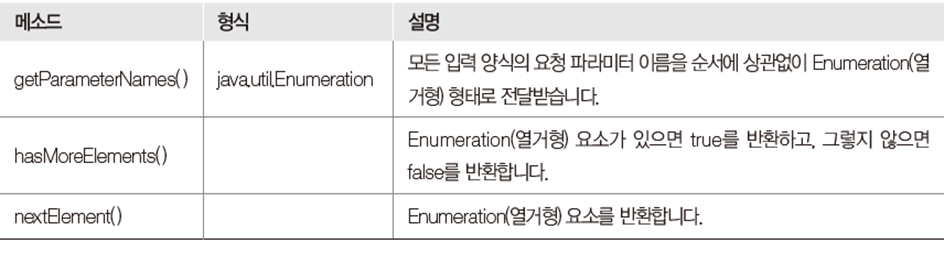 메소드 형식 설명
getParameterNames() java.util.Enumeration 모든 입력 양식의 요청 파라미터 이름을 순서에 상관없이 Enumeration(열
거형) 형태로 전달받습니다.
hasMoreElements() Enumeration(열거형) 요소가 있으면 true를 반환하고, 그렇지 않으면
false를 반환합니다.
nextElement() Enumeration(열거형) 요소를 반환합니다.